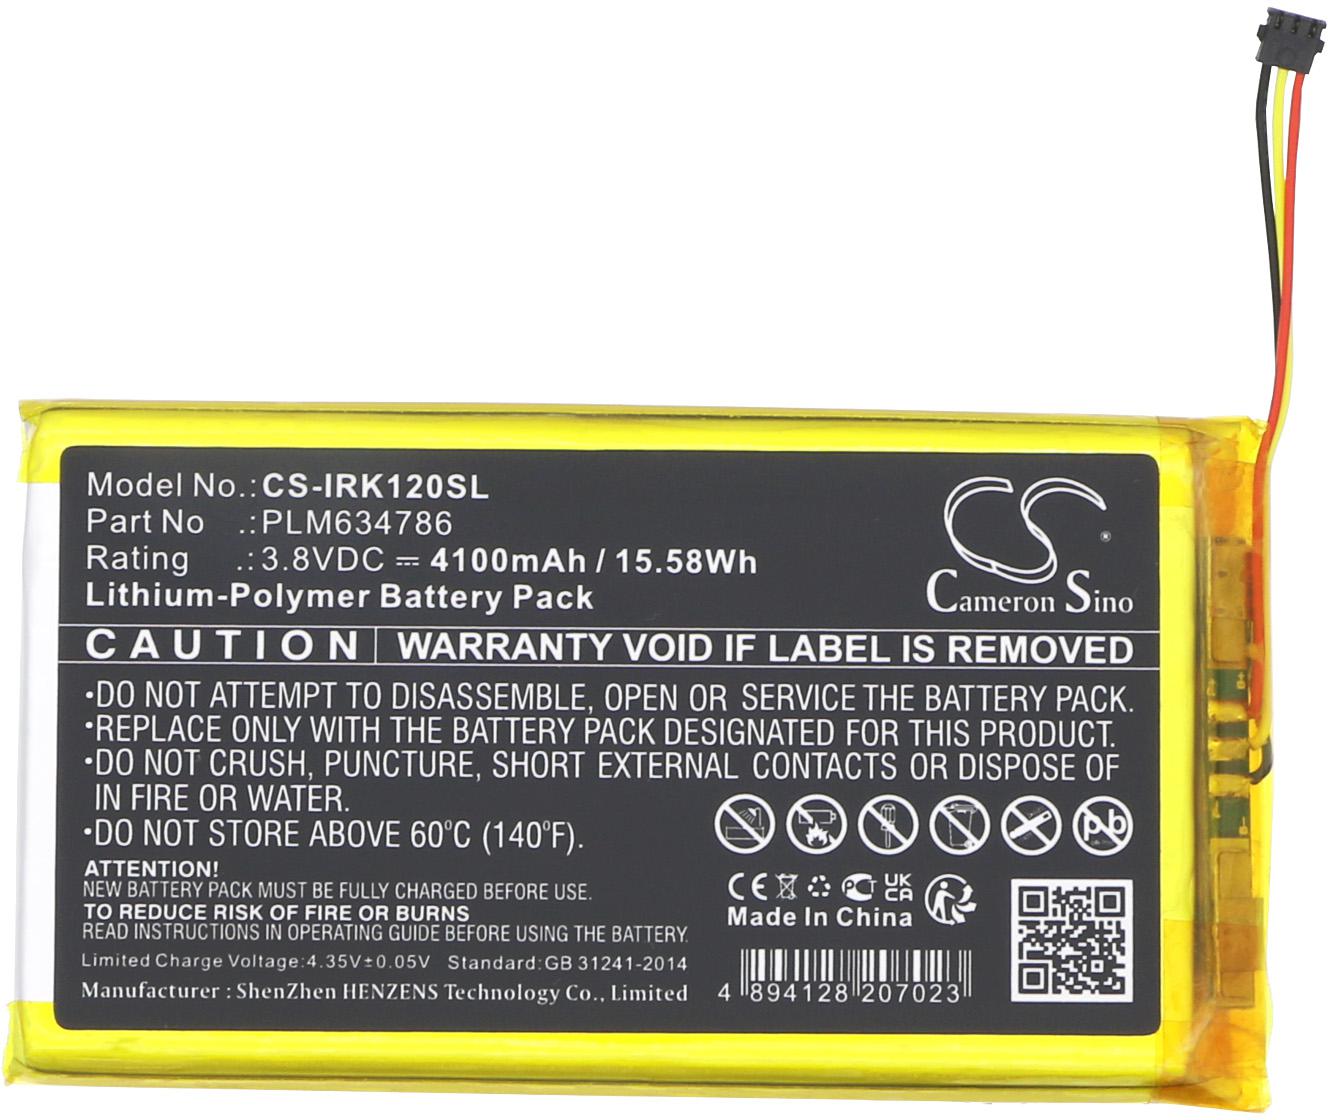 Model No.:CS-IRK120SL
Part No .:PLM634786
Rating .:3.8VDC ⎓ 4100mAh / 15.58Wh
Lithium-Polymer Battery Pack
CS
®
Cameron Sino
CAUTION WARRANTY VOID IF LABEL IS REMOVED
•DO NOT ATTEMPT TO DISASSEMBLE, OPEN OR SERVICE THE BATTERY PACK.
•REPLACE ONLY WITH THE BATTERY PACK DESIGNATED FOR THIS PRODUCT.
•DO NOT CRUSH, PUNCTURE, SHORT EXTERNAL CONTACTS OR DISPOSE OF
IN FIRE OR WATER.
•DO NOT STORE ABOVE 60°C (140°F).
Pb
ATTENTION!
NEW BATTERY PACK MUST BE FULLY CHARGED BEFORE USE.
TO REDUCE RISK OF FIRE OR BURNS
READ INSTRUCTIONS IN OPERATING GUIDE BEFORE USING THE BATTERY.
Limited Charge Voltage:4.35V±0.05V Standard:GB 31241-2014
Manufacturer : ShenZhen HENZENS Technology Co., Limited
CE PCT UK CA
Made In China
4 894128 207023
B+
B-